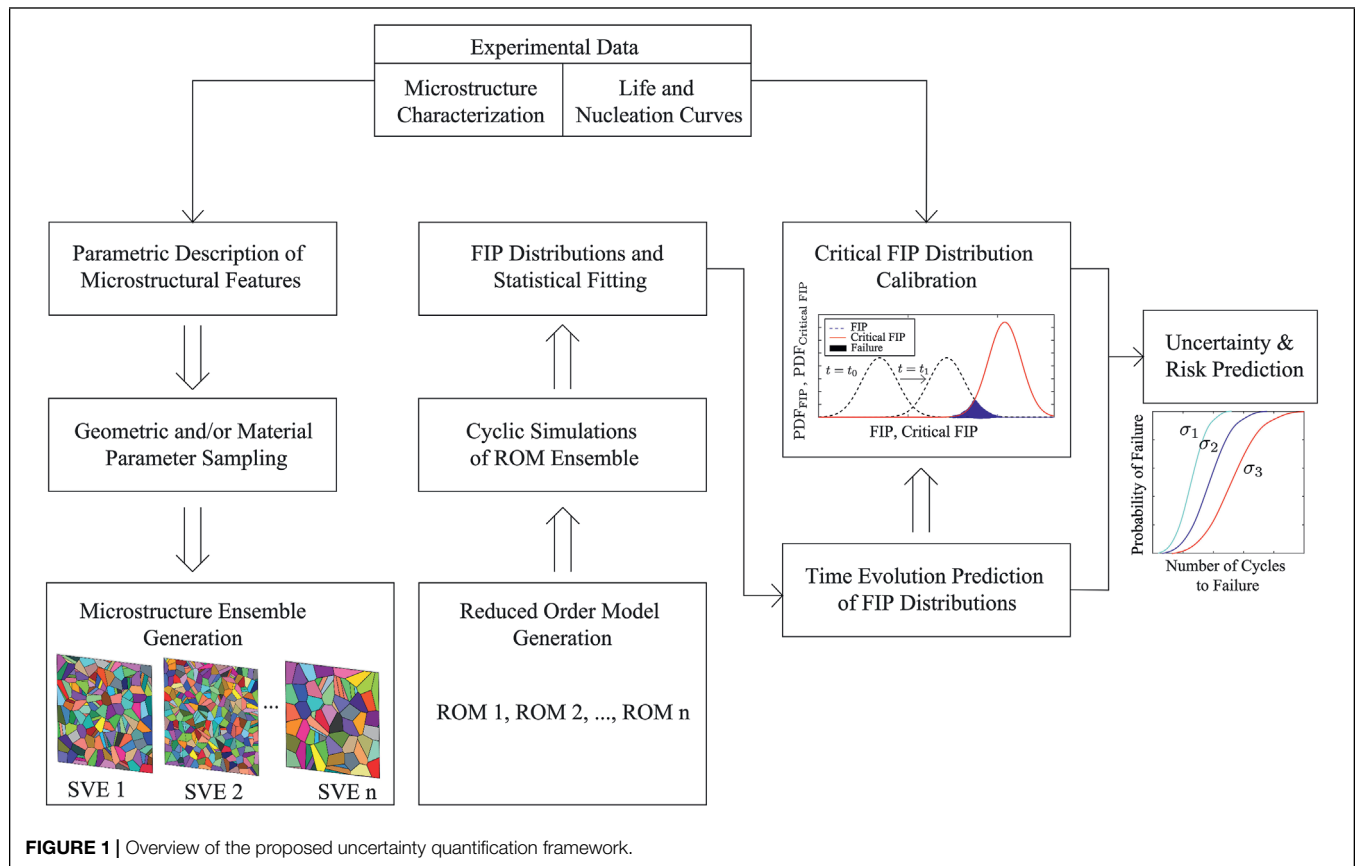 Experimental Data
Microstructure
Characterization
Life and
Nucleation Curves
Parametric Description of
Microstructural Features
Geometric and/or Material
Parameter Sampling
Microstructure Ensemble
Generation
...
SVE 1
SVE 2
SVE n
FIP Distributions and
Statistical Fitting
Cyclic Simulations
of ROM Ensemble
Reduced Order Model
Generation
ROM 1, ROM 2, ..., ROM n
Critical FIP Distribution
Calibration
PDF_FIP, PDF_Critical FIP
FIP
Critical FIP
Failure
t = t₀
t = t₁
FIP, Critical FIP
Time Evolution Prediction
of FIP Distributions
Uncertainty &
Risk Prediction
Probability of Failure
σ₁
σ₂
σ₃
Number of Cycles
to Failure
FIGURE 1 | Overview of the proposed uncertainty quantification framework.